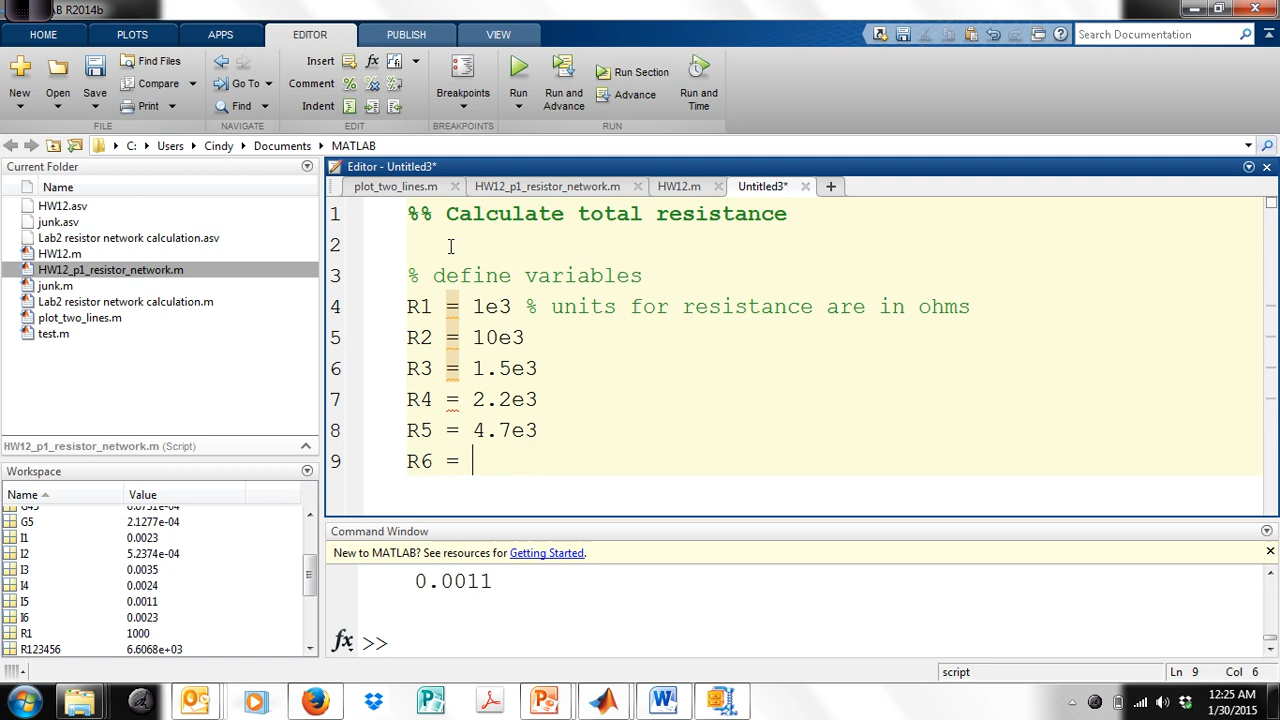 AB R2014b
HOME PLOTS APPS EDITOR PUBLISH VIEW
Search Documentation
New Open Save
Find Files
Compare
Print
Go To
Find
Insert fx
Comment
Indent
Breakpoints
Run
Run and Advance
Run Section
Advance
Run and Time
FILE NAVIGATE EDIT BREAKPOINTS RUN
C: Users Cindy Documents MATLAB
Current Folder
Name
HW12.asv
junk.asv
Lab2 resistor network calculation.asv
HW12.m
HW12_p1_resistor_network.m
junk.m
Lab2 resistor network calculation.m
plot_two_lines.m
test.m
HW12_p1_resistor_network.m (Script)
Workspace
Name Value
G5 2.1277e-04
I1 0.0023
I2 5.2374e-04
I3 0.0035
I4 0.0024
I5 0.0011
I6 0.0023
R1 1000
R123456 6.6068e+03
Editor - Untitled3*
plot_two_lines.m HW12_p1_resistor_network.m HW12.m Untitled3*
1 %% Calculate total resistance
2
3 % define variables
4 R1 = 1e3 % units for resistance are in ohms
5 R2 = 10e3
6 R3 = 1.5e3
7 R4 = 2.2e3
8 R5 = 4.7e3
9 R6 =
Command Window
New to MATLAB? See resources for Getting Started.
0.0011
fx >>
script Ln 9 Col 6
12:25 AM
1/30/2015